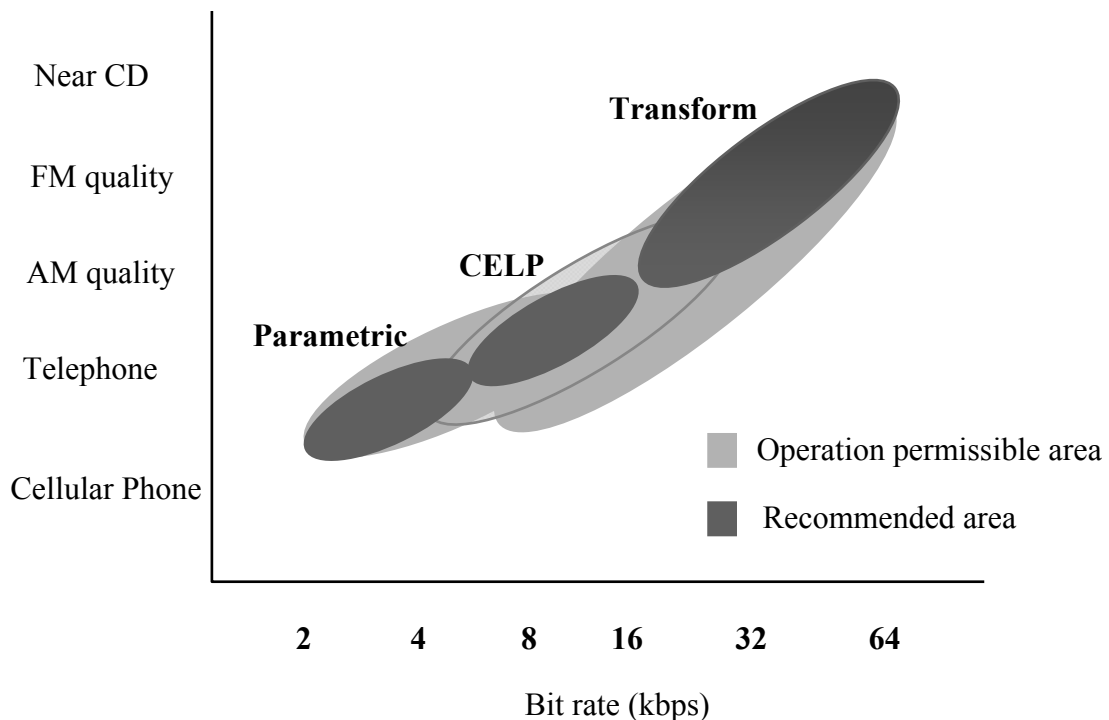 Near CD
Transform
FM quality
CELP
AM quality
Parametric
Telephone
Operation permissible area
Cellular Phone
Recommended area
2 4 8 16 32 64
Bit rate (kbps)